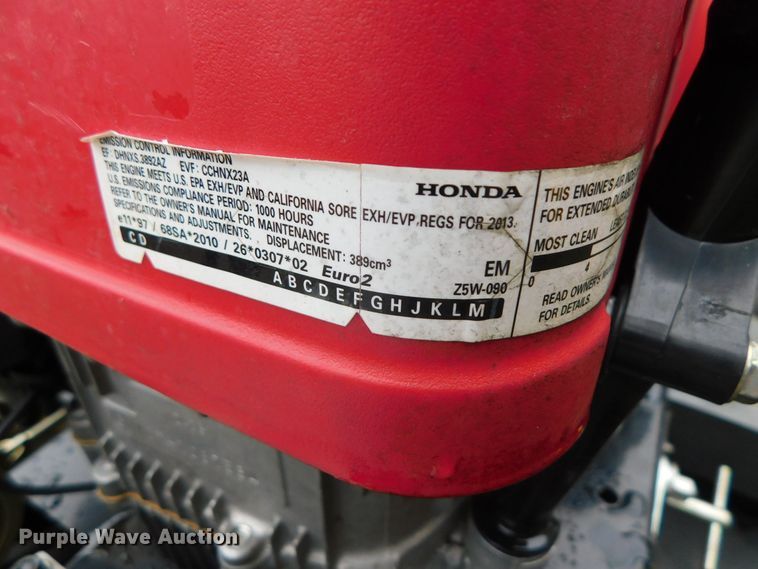 EMISSION CONTROL INFORMATION
EF DHNXS.3892AZ EVF: CCHNX23A
THIS ENGINE MEETS U.S. EPA EXH/EVP AND CALIFORNIA SORE EXH/EVP REGS FOR 2013.
U.S. EMISSIONS COMPLIANCE PERIOD: 1000 HOURS
REFER TO THE OWNER'S MANUAL FOR MAINTENANCE
SPECIFICATIONS AND ADJUSTMENTS. DISPLACEMENT: 389cm³
e11*97 / 68SA*2010 / 26*0307*02 Euro2
HONDA
EM
Z5W-090
CD ABCDEFGHJKLM
THIS ENGINE'S AIR INDEX
FOR EXTENDED
MOST CLEAN
0 4
READ OWNER'S
FOR DETAILS.
Purple Wave Auction